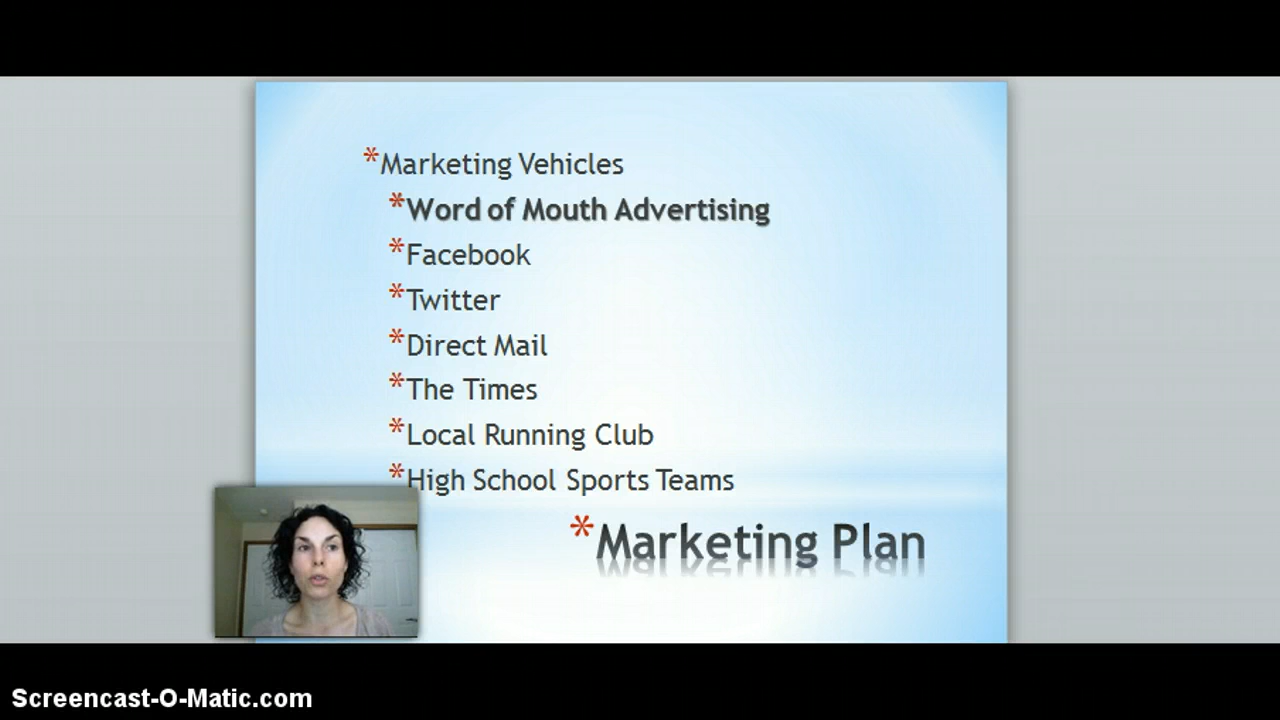 *Marketing Vehicles
*Word of Mouth Advertising
*Facebook
*Twitter
*Direct Mail
*The Times
*Local Running Club
*High School Sports Teams
*Marketing Plan
Screencast-O-Matic.com